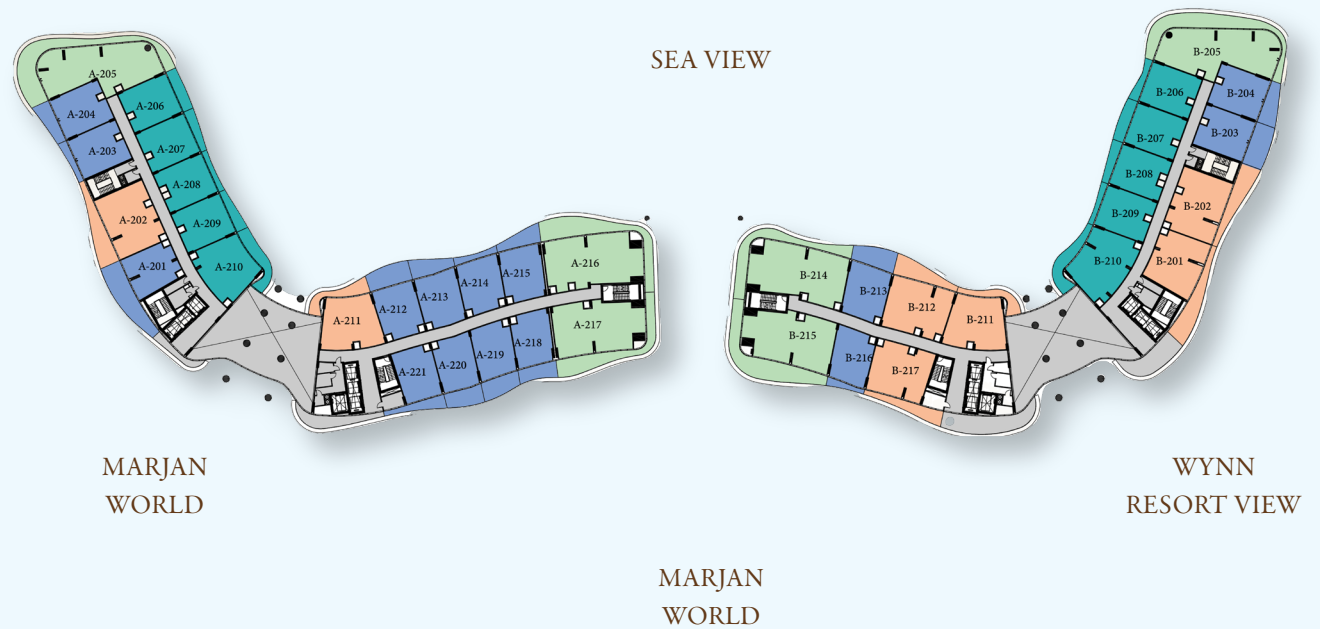 SEA VIEW
A-205
A-204
A-206
A-203
A-207
A-208
A-202
A-209
A-201
A-210
A-211
A-212
A-213
A-214
A-215
A-216
A-217
A-218
A-219
A-220
A-221
B-205
B-206
B-204
B-207
B-203
B-208
B-202
B-209
B-201
B-210
B-214
B-213
B-212
B-211
B-215
B-216
B-217
MARJAN
WORLD
WYNN
RESORT VIEW
MARJAN
WORLD